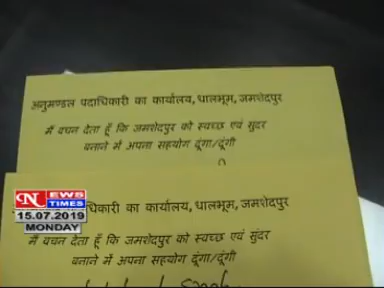 अनुमण्डल पदाधिकारी का कार्यालय, धालभूम, जमशेदपुर
मैं वचन देता हूँ कि जमशेदपुर को स्वच्छ एवं सुंदर
बनाने में अपना सहयोग दूंगा/दूंगी
पदाधिकारी का कार्यालय, धालभूम, जमशेदपुर
मैं वचन देता हूँ कि जमशेदपुर को स्वच्छ एवं सुंदर
बनाने में अपना सहयोग दूंगा/दूंगी
N EWS
TIMES
15.07.2019
MONDAY